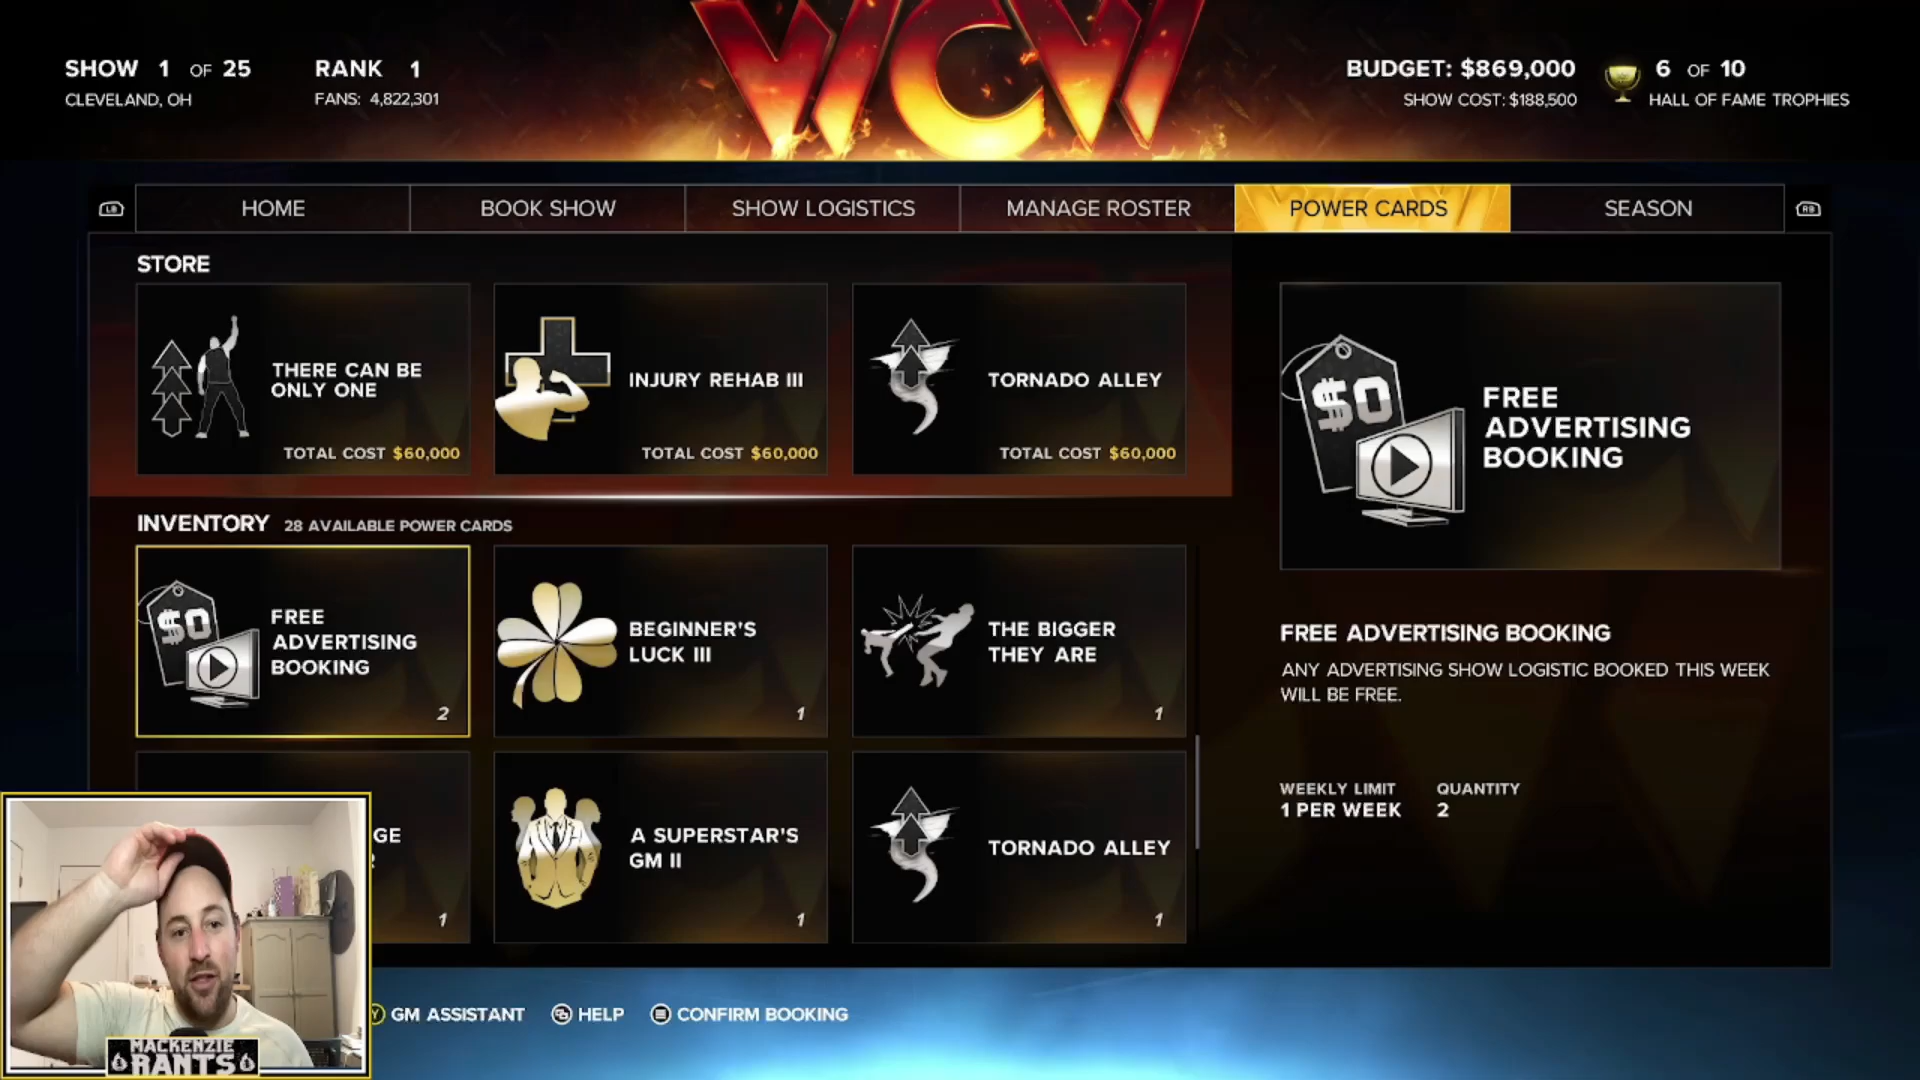 WCW
SHOW 1 OF 25
CLEVELAND, OH
RANK 1
FANS: 4,822,301
BUDGET: $869,000
SHOW COST: $188,500
6 OF 10
HALL OF FAME TROPHIES
LB
HOME
BOOK SHOW
SHOW LOGISTICS
MANAGE ROSTER
POWER CARDS
SEASON
RB
STORE
THERE CAN BE
ONLY ONE
TOTAL COST $60,000
INJURY REHAB III
TOTAL COST $60,000
TORNADO ALLEY
TOTAL COST $60,000
INVENTORY 28 AVAILABLE POWER CARDS
$0
FREE
ADVERTISING
BOOKING
2
BEGINNER'S
LUCK III
1
THE BIGGER
THEY ARE
1
GE
1
A SUPERSTAR'S
GM II
1
TORNADO ALLEY
1
$0
FREE
ADVERTISING
BOOKING
FREE ADVERTISING BOOKING
ANY ADVERTISING SHOW LOGISTIC BOOKED THIS WEEK
WILL BE FREE.
WEEKLY LIMIT
1 PER WEEK
QUANTITY
2
Y GM ASSISTANT
HELP
CONFIRM BOOKING
MACKENZIE
RANTS